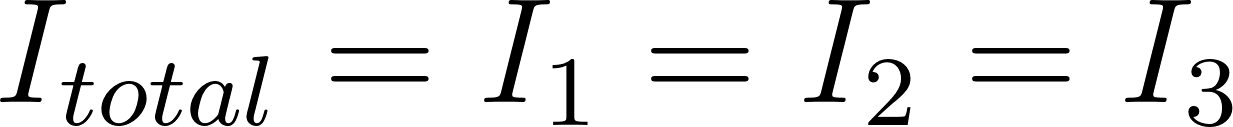 I_{total} = I_1 = I_2 = I_3